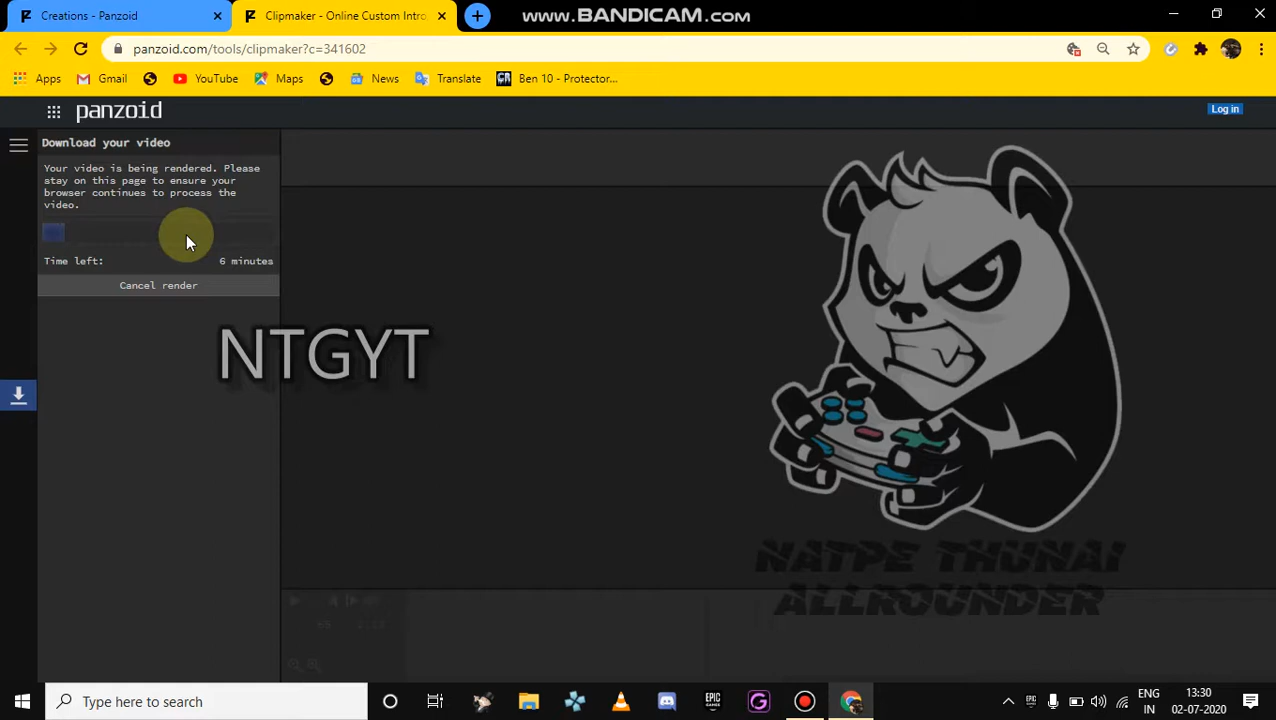 Creations - Panzoid
Clipmaker - Online Custom Intro
www.BANDICAM.com
panzoid.com/tools/clipmaker?c=341602
Apps
Gmail
YouTube
Maps
News
Translate
Ben 10 - Protector...
panzoid
Log in
Download your video
Your video is being rendered. Please
stay on this page to ensure your
browser continues to process the
video.
Time left: 6 minutes
Cancel render
NTGYT
NATPE THUNAI
ALLROUNDER
EPIC
GAMES
Type here to search
ENG
IN
13:30
02-07-2020